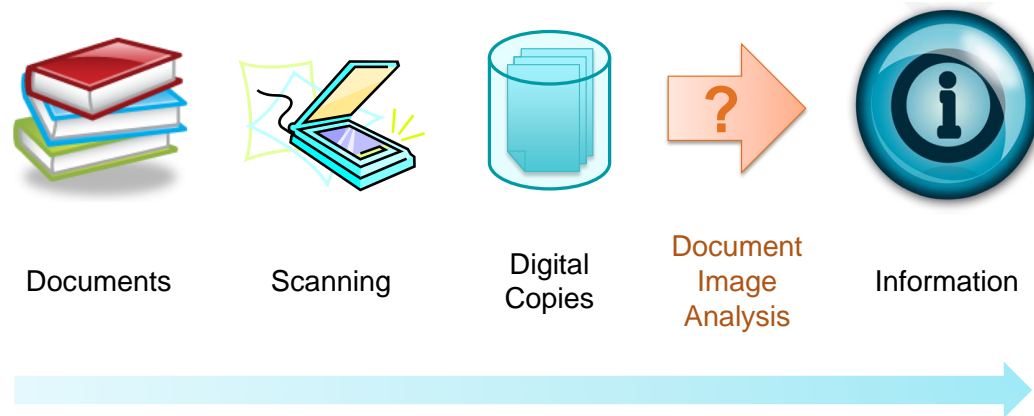 ?
i
Documents
Scanning
Digital
Copies
Document
Image
Analysis
Information